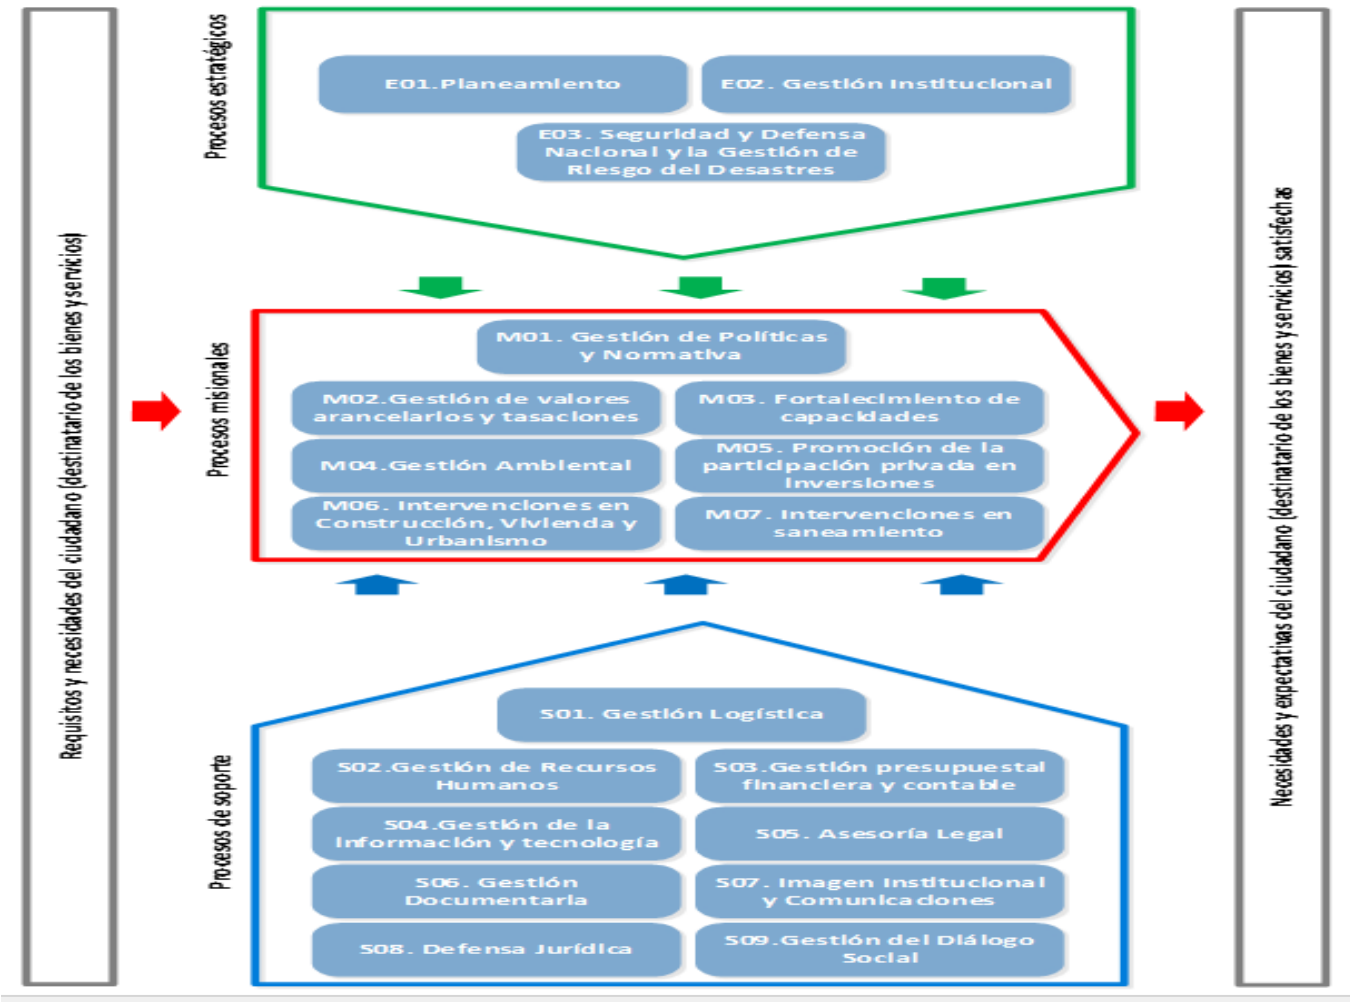 Requisitos y necesidades del ciudadano (destinatario de los bienes y servicios)
Procesos estratégicos
E01.Planeamiento
E02. Gestión Institucional
E03. Seguridad y Defensa
Nacional y la Gestión de
Riesgo del Desastres
Procesos misionales
M01. Gestión de Políticas
y Normativa
M02.Gestión de valores
arancelarios y tasaciones
M03. Fortalecimiento de
capacidades
M04.Gestión Ambiental
M05. Promoción de la
participación privada en
inversiones
M06. Intervenciones en
Construcción, Vivienda y
Urbanismo
M07. Intervenciones en
saneamiento
Procesos de soporte
S01. Gestión Logística
S02.Gestión de Recursos
Humanos
S03.Gestión presupuestal
financiera y contable
S04.Gestión de la
información y tecnología
S05. Asesoría Legal
S06. Gestión
Documentaria
S07. Imagen Institucional
y Comunicaciones
S08. Defensa Jurídica
S09.Gestión del Diálogo
Social
Necesidades y expectativas del ciudadano (destinatario de los bienes y servicios) satisfechas